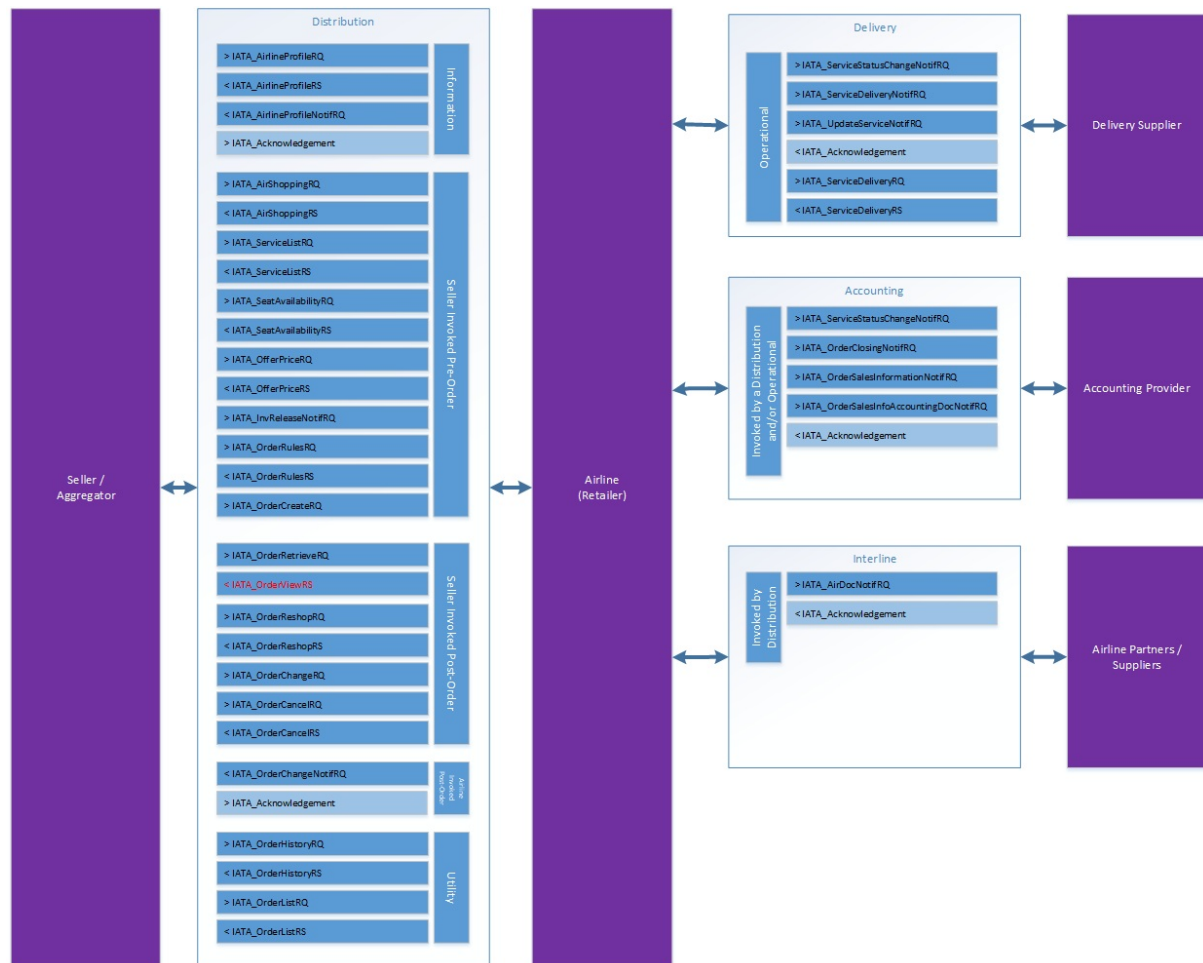 Seller /
Aggregator
Distribution
> IATA_AirlineProfileRQ
< IATA_AirlineProfileRS
< IATA_AirlineProfileNotifRQ
> IATA_Acknowledgement
Information
> IATA_AirShoppingRQ
< IATA_AirShoppingRS
> IATA_ServiceListRQ
< IATA_ServiceListRS
> IATA_SeatAvailabilityRQ
< IATA_SeatAvailabilityRS
> IATA_OfferPriceRQ
< IATA_OfferPriceRS
> IATA_InvReleaseNotifRQ
> IATA_OrderRulesRQ
< IATA_OrderRulesRS
> IATA_OrderCreateRQ
Seller Invoked Pre-Order
> IATA_OrderRetrieveRQ
< IATA_OrderViewRS
> IATA_OrderReshopRQ
< IATA_OrderReshopRS
> IATA_OrderChangeRQ
> IATA_OrderCancelRQ
< IATA_OrderCancelRS
Seller Invoked Post-Order
< IATA_OrderChangeNotifRQ
> IATA_Acknowledgement
Airline
Invoked
Post-Order
> IATA_OrderHistoryRQ
< IATA_OrderHistoryRS
> IATA_OrderListRQ
< IATA_OrderListRS
Utility
Airline
(Retailer)
Delivery
Operational
> IATA_ServiceStatusChangeNotifRQ
> IATA_ServiceDeliveryNotifRQ
> IATA_UpdateServiceNotifRQ
< IATA_Acknowledgement
> IATA_ServiceDeliveryRQ
< IATA_ServiceDeliveryRS
Delivery Supplier
Accounting
Invoked by a Distribution
and/or Operational
> IATA_ServiceStatusChangeNotifRQ
> IATA_OrderClosingNotifRQ
> IATA_OrderSalesInformationNotifRQ
> IATA_OrderSalesInfoAccountingDocNotifRQ
< IATA_Acknowledgement
Accounting Provider
Interline
Invoked by
Distribution
> IATA_AirDocNotifRQ
< IATA_Acknowledgement
Airline Partners /
Suppliers